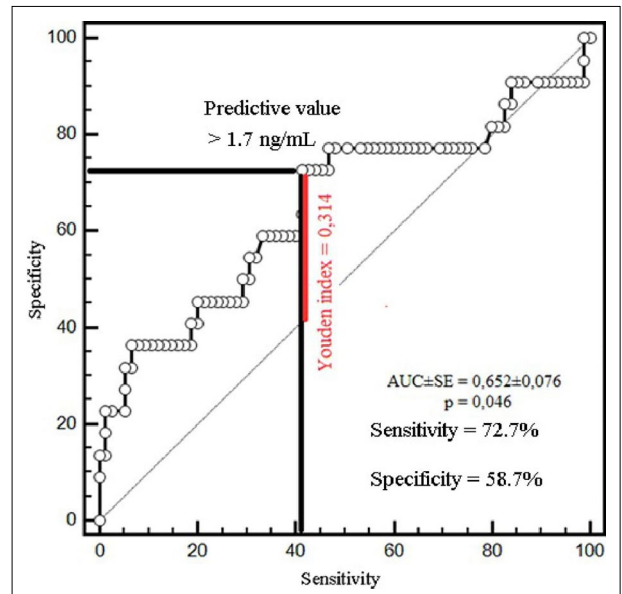 100
80
60
40
20
0
Specificity
Predictive value
> 1.7 ng/mL
Youden index = 0,314
AUC±SE = 0,652±0,076
p = 0,046
Sensitivity = 72.7%
Specificity = 58.7%
0 20 40 60 80 100
Sensitivity